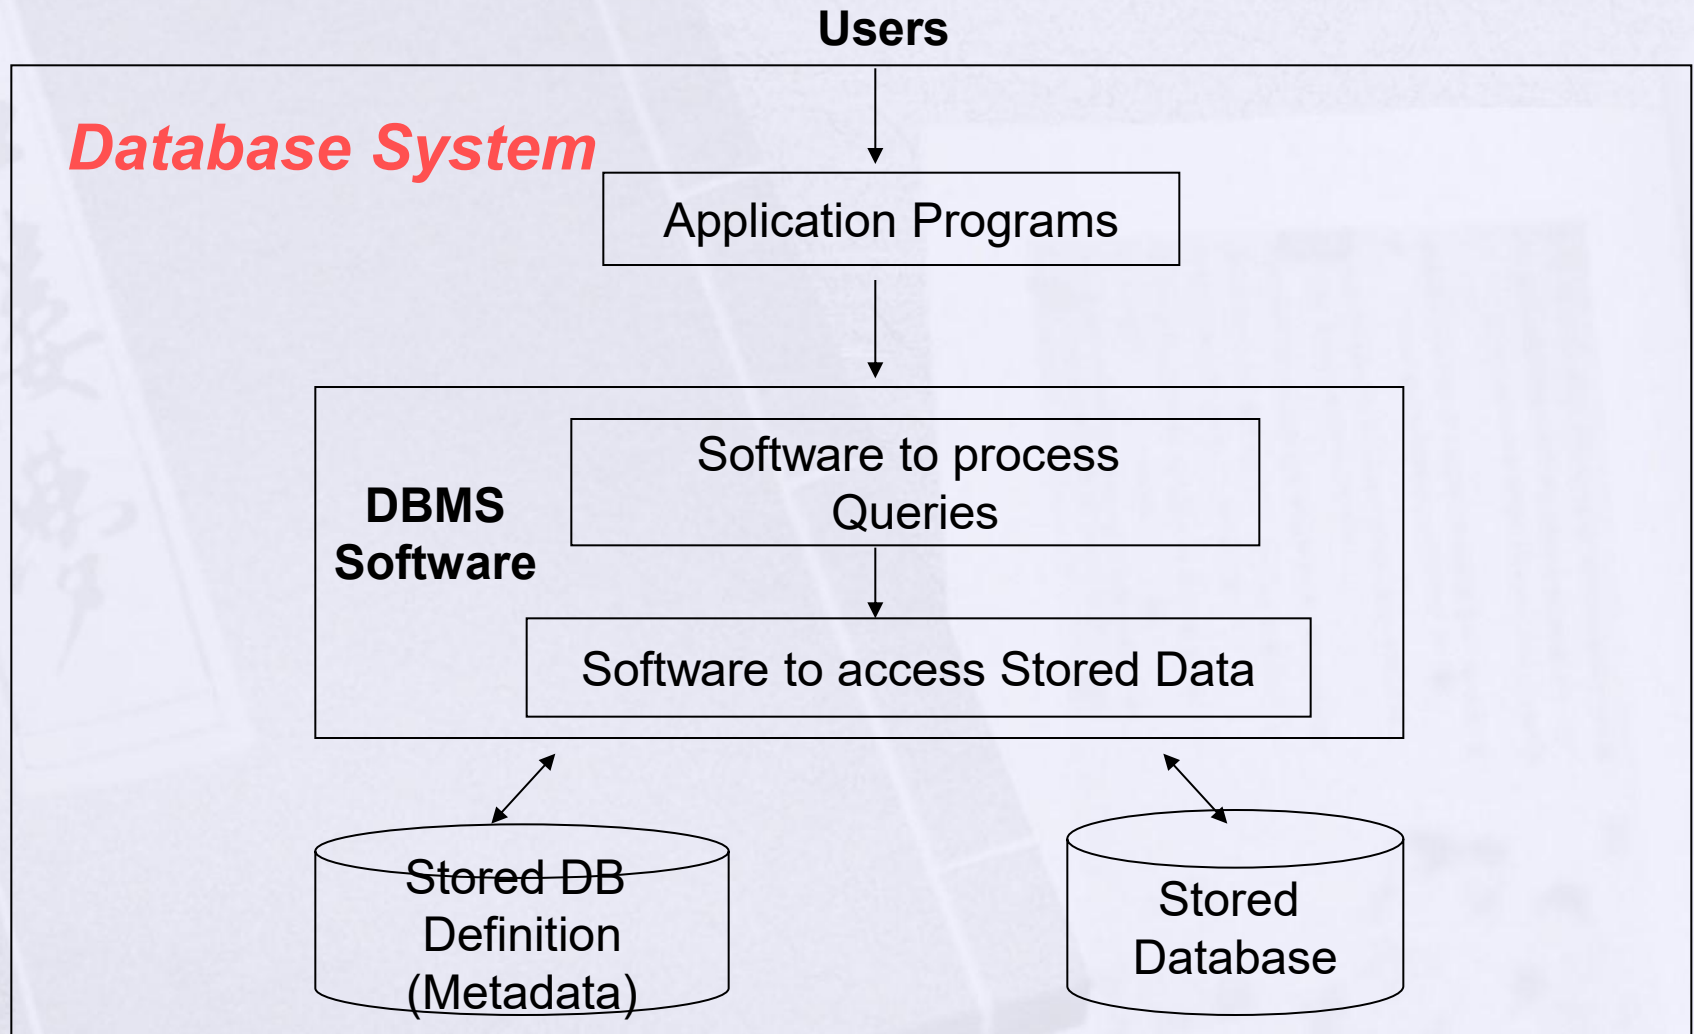 Users
Database System
Application Programs
Software to process
Queries
DBMS
Software
Software to access Stored Data
Stored DB
Definition
(Metadata)
Stored
Database